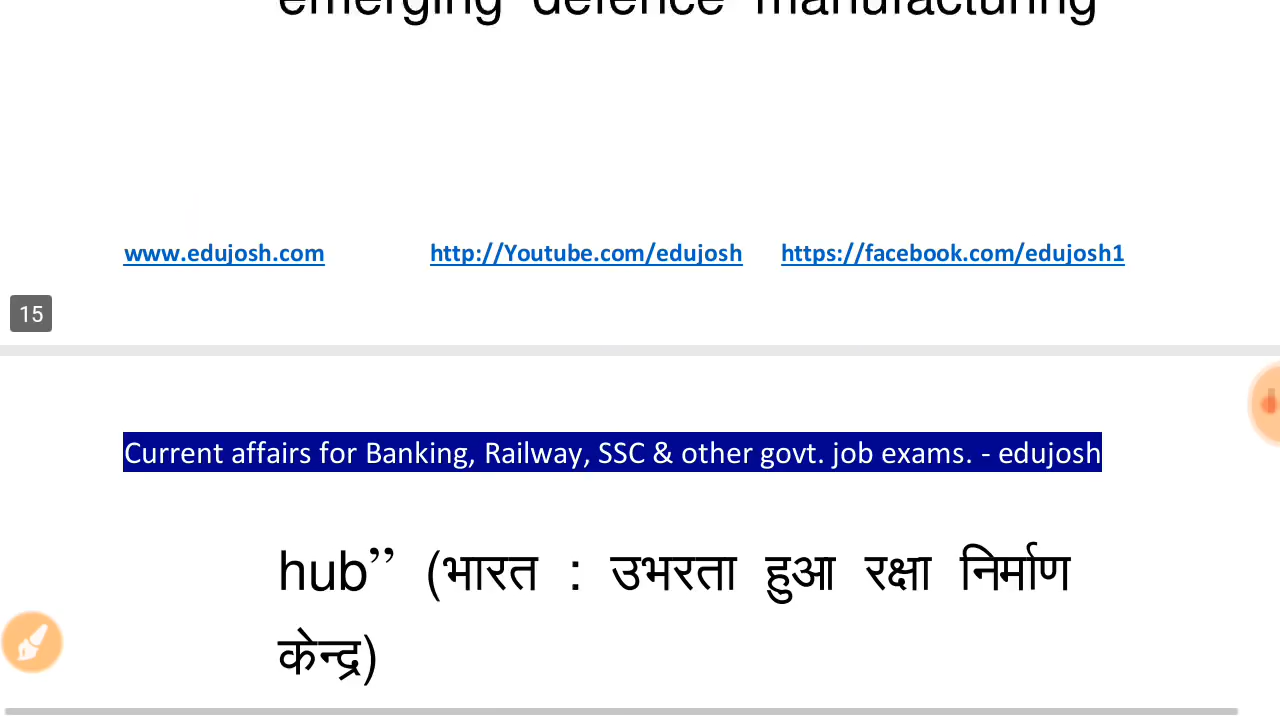 emerging defence manufacturing
www.edujosh.com http://Youtube.com/edujosh https://facebook.com/edujosh1
15
Current affairs for Banking, Railway, SSC & other govt. job exams. - edujosh
hub” (भारत : उभरता हुआ रक्षा निर्माण
केन्द्र)